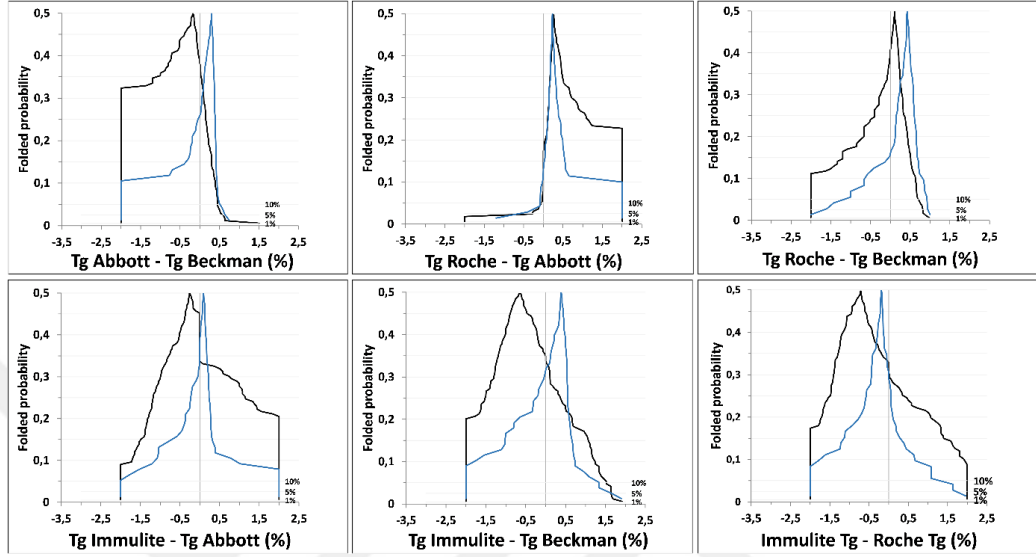 0,5
0,3
0,2
0,1
0
Folded probability
10%
5%
1%
-3,5 -2,5 -1,5 -0,5 0,5 1,5 2,5
Tg Abbott - Tg Beckman (%)
0,5
0,3
0,2
0,1
0
Folded probability
10%
5%
1%
-3,5 -2,5 -1,5 -0,5 0,5 1,5 2,5
Tg Roche - Tg Abbott (%)
0,5
0,3
0,2
0,1
0
Folded probability
10%
5%
1%
-3,5 -2,5 -1,5 -0,5 0,5 1,5 2,5
Tg Roche - Tg Beckman (%)
0,5
0,4
0,3
0,2
0,1
0
Folded probability
10%
5%
1%
-3,5 -2,5 -1,5 -0,5 0,5 1,5 2,5
Tg Immulite - Tg Abbott (%)
0,5
0,4
0,3
0,2
0,1
0
Folded probability
10%
5%
1%
-3,5 -2,5 -1,5 -0,5 0,5 1,5 2,5
Tg Immulite - Tg Beckman (%)
0,5
0,4
0,3
0,2
0,1
0
Folded probability
10%
5%
1%
-3,5 -2,5 -1,5 -0,5 0,5 1,5 2,5
Immulite Tg - Roche Tg (%)